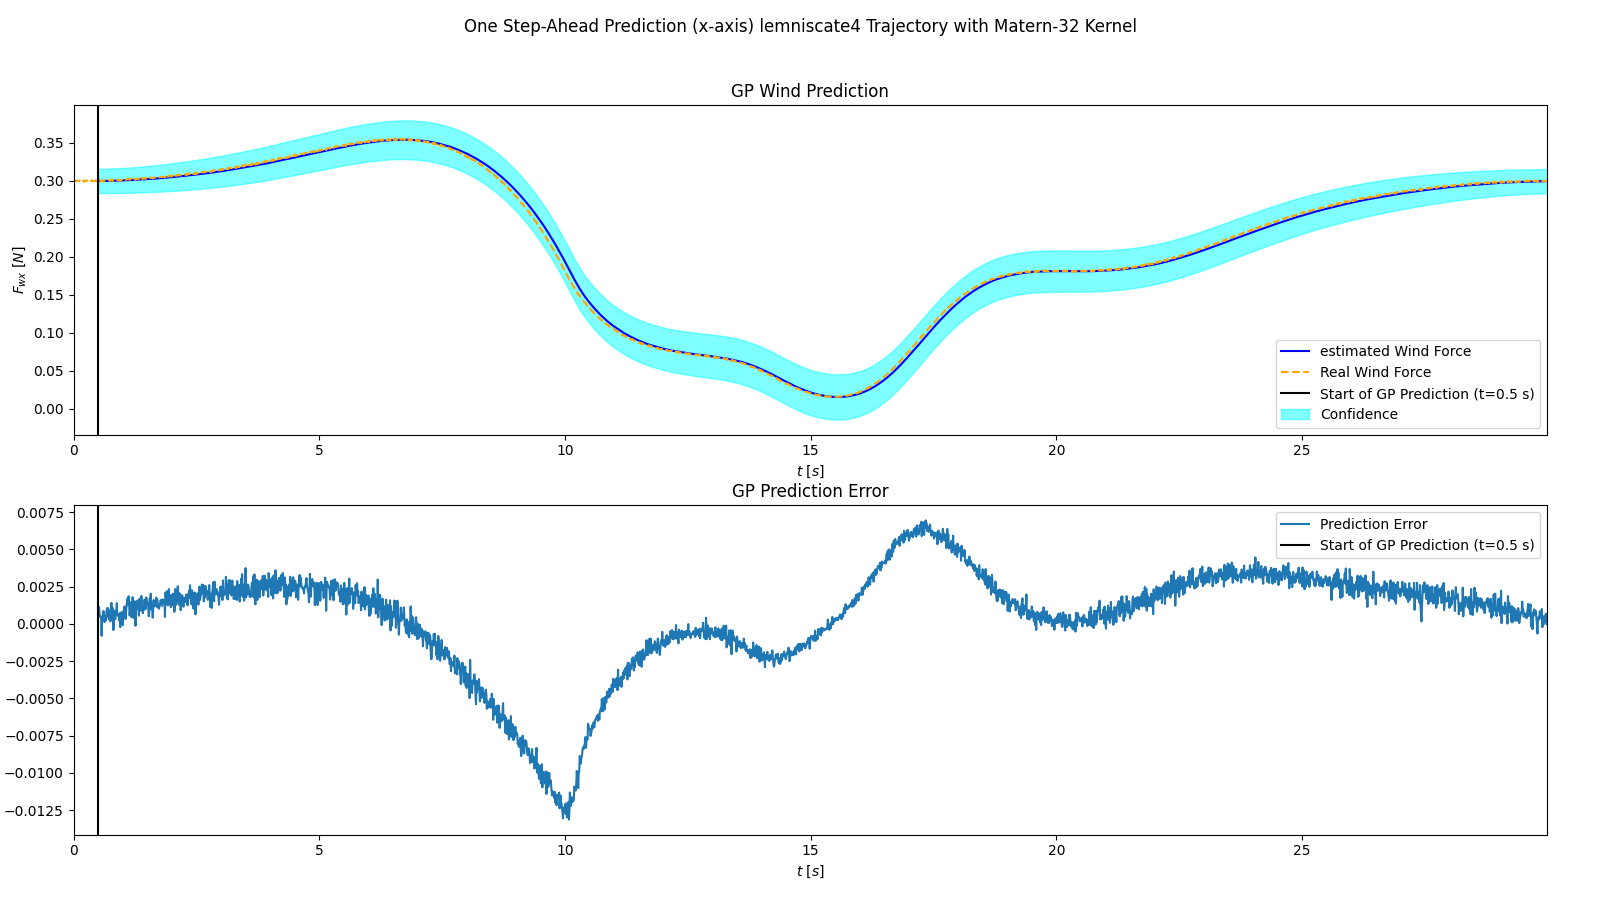 One Step-Ahead Prediction (x-axis) lemniscate4 Trajectory with Matern-32 Kernel
GP Wind Prediction
0.35
0.30
0.25
0.20
0.15
0.10
0.05
0.00
F_wx [N]
estimated Wind Force
Real Wind Force
Start of GP Prediction (t=0.5 s)
Confidence
0 5 10 15 20 25
t [s]
GP Prediction Error
0.0075
0.0050
0.0025
0.0000
−0.0025
−0.0050
−0.0075
−0.0100
−0.0125
Prediction Error
Start of GP Prediction (t=0.5 s)
0 5 10 15 20 25
t [s]